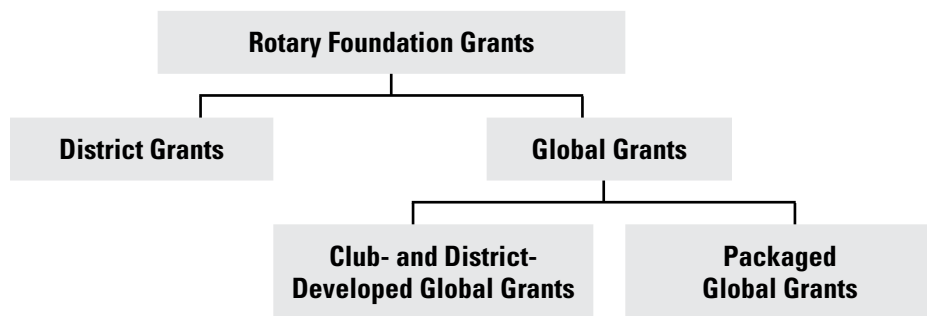 Rotary Foundation Grants
District Grants
Global Grants
Club- and District-
Developed Global Grants
Packaged
Global Grants